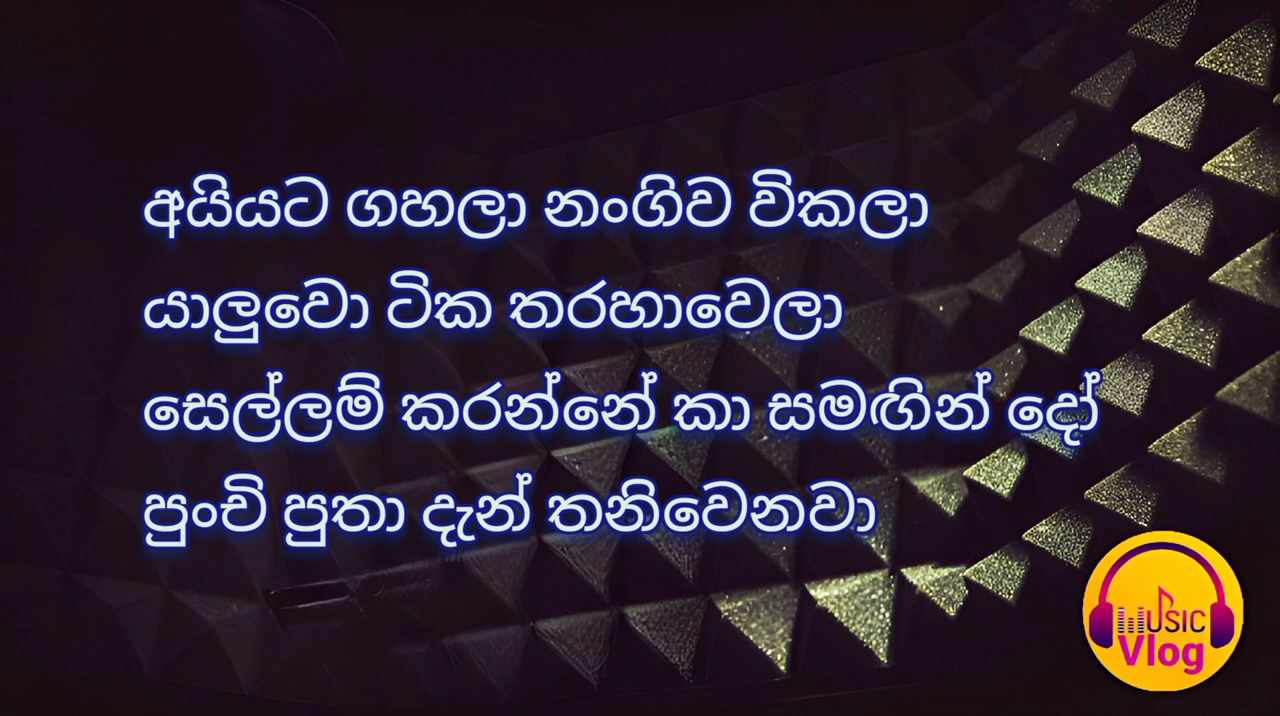 අයියට ගහලා නංගිව විකලා
යාලුවො ටික තරහාවෙලා
සෙල්ලම් කරන්නේ කා සමඟින් දෝ
පුංචි පුතා දැන් තනිවෙනවා
MUSIC
Vlog